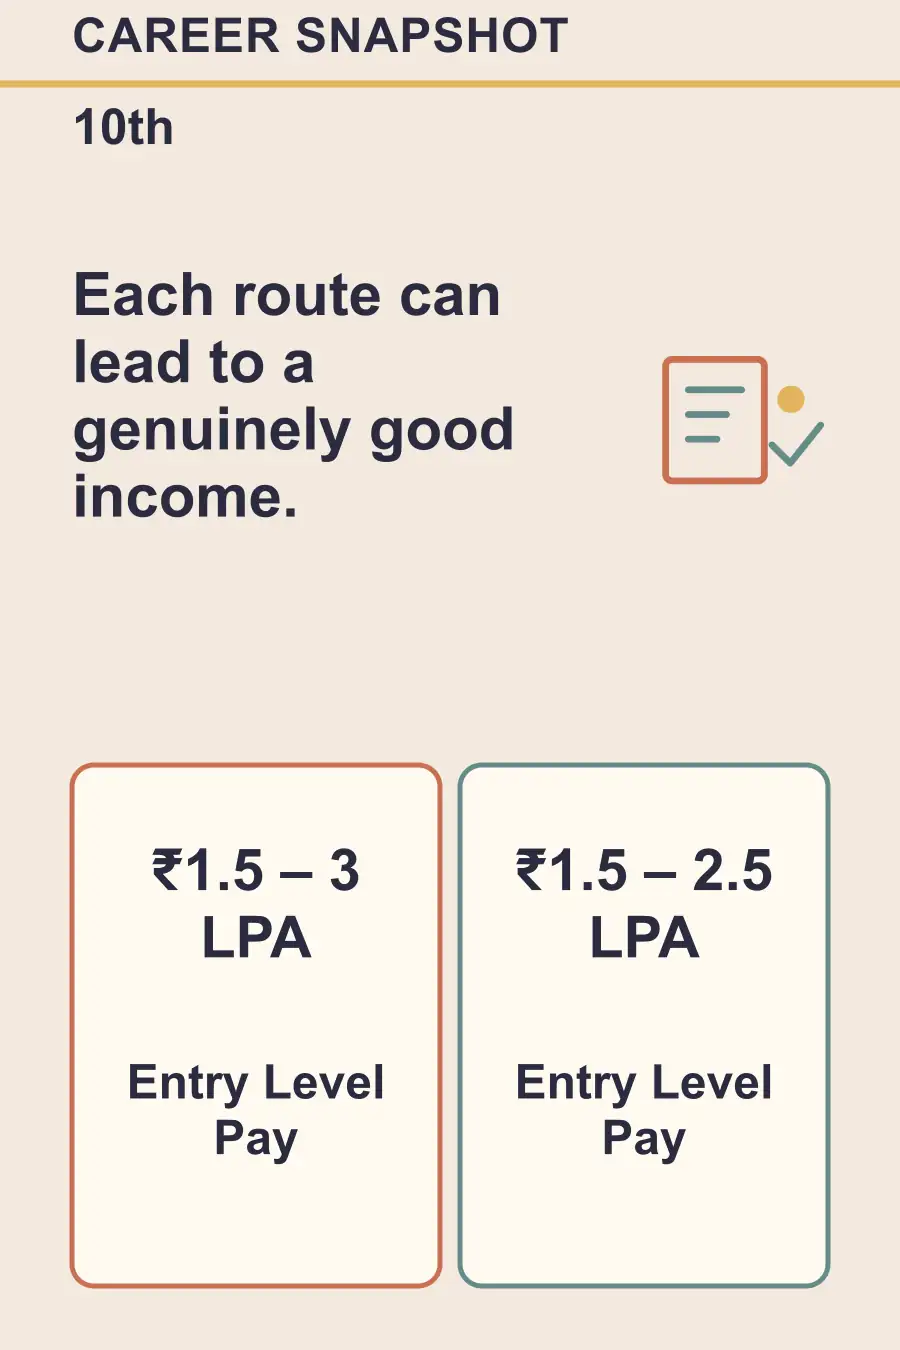 CAREER SNAPSHOT
10th
Each route can
lead to a
genuinely good
income.
₹1.5 – 3
LPA
Entry Level
Pay
₹1.5 – 2.5
LPA
Entry Level
Pay